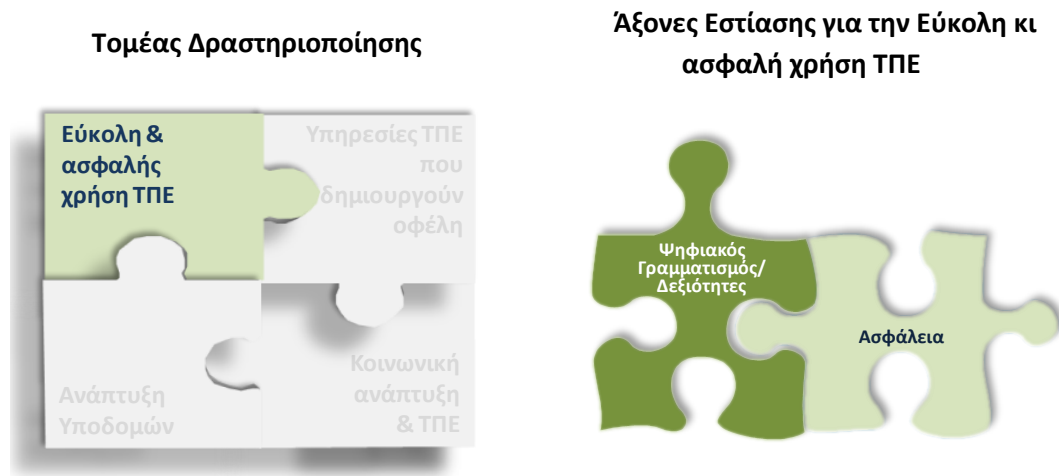 Τομέας Δραστηριοποίησης
Εύκολη &
ασφαλής
χρήση ΤΠΕ
Υπηρεσίες ΤΠΕ
που
δημιουργούν
οφέλη
Ανάπτυξη
Υποδομών
Κοινωνική
ανάπτυξη
& ΤΠΕ
Άξονες Εστίασης για την Εύκολη κι
ασφαλή χρήση ΤΠΕ
Ψηφιακός
Γραμματισμός/
Δεξιότητες
Ασφάλεια